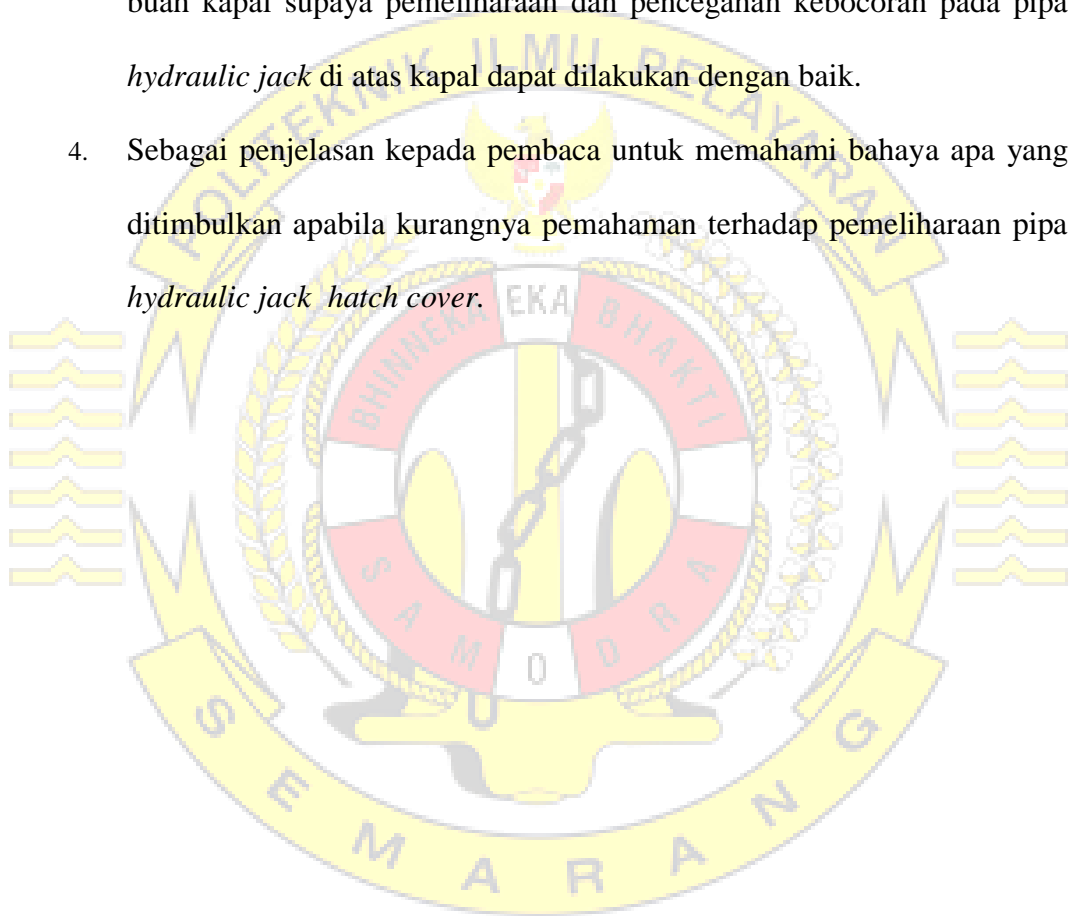 buah kapal supaya pemeliharaan dan pencegahan kebocoran pada pipa
hydraulic jack di atas kapal dapat dilakukan dengan baik.
4. Sebagai penjelasan kepada pembaca untuk memahami bahaya apa yang
ditimbulkan apabila kurangnya pemahaman terhadap pemeliharaan pipa
hydraulic jack hatch cover.
POLITEKNIK ILMU PELAYARAN
BHINNEKA EKA BHAKTI
SAMODRA
SEMARANG